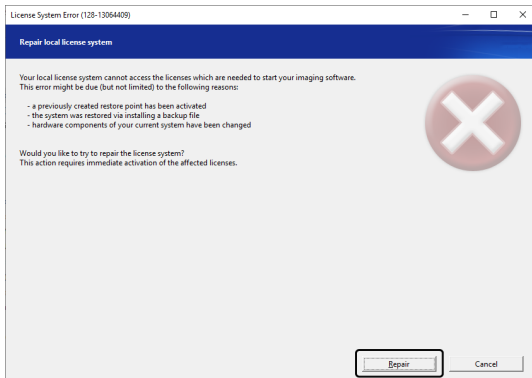 License System Error (128-13064409)
Repair local license system
Your local license system cannot access the licenses which are needed to start your imaging software.
This error might be due (but not limited) to the following reasons:
- a previously created restore point has been activated
- the system was restored via installing a backup file
- hardware components of your current system have been changed
Would you like to try to repair the license system?
This action requires immediate activation of the affected licenses.
Repair Cancel